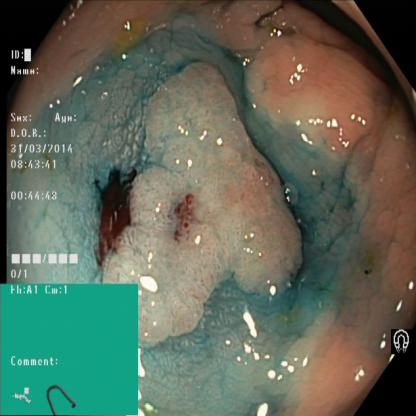 ID:
Name:
Sex: Age:
D.O.B.:
31/03/2014
08:43:41
00:44:43
■■■/■■■
0/1
Eh:A1 Cm:1
Comment: